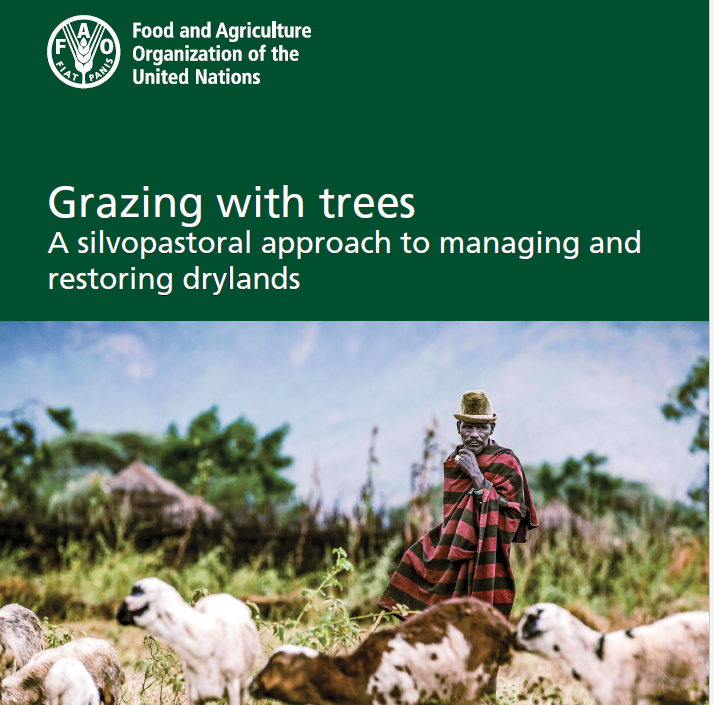 FAO
FIAT PANIS
Food and Agriculture
Organization of the
United Nations
Grazing with trees
A silvopastoral approach to managing and
restoring drylands